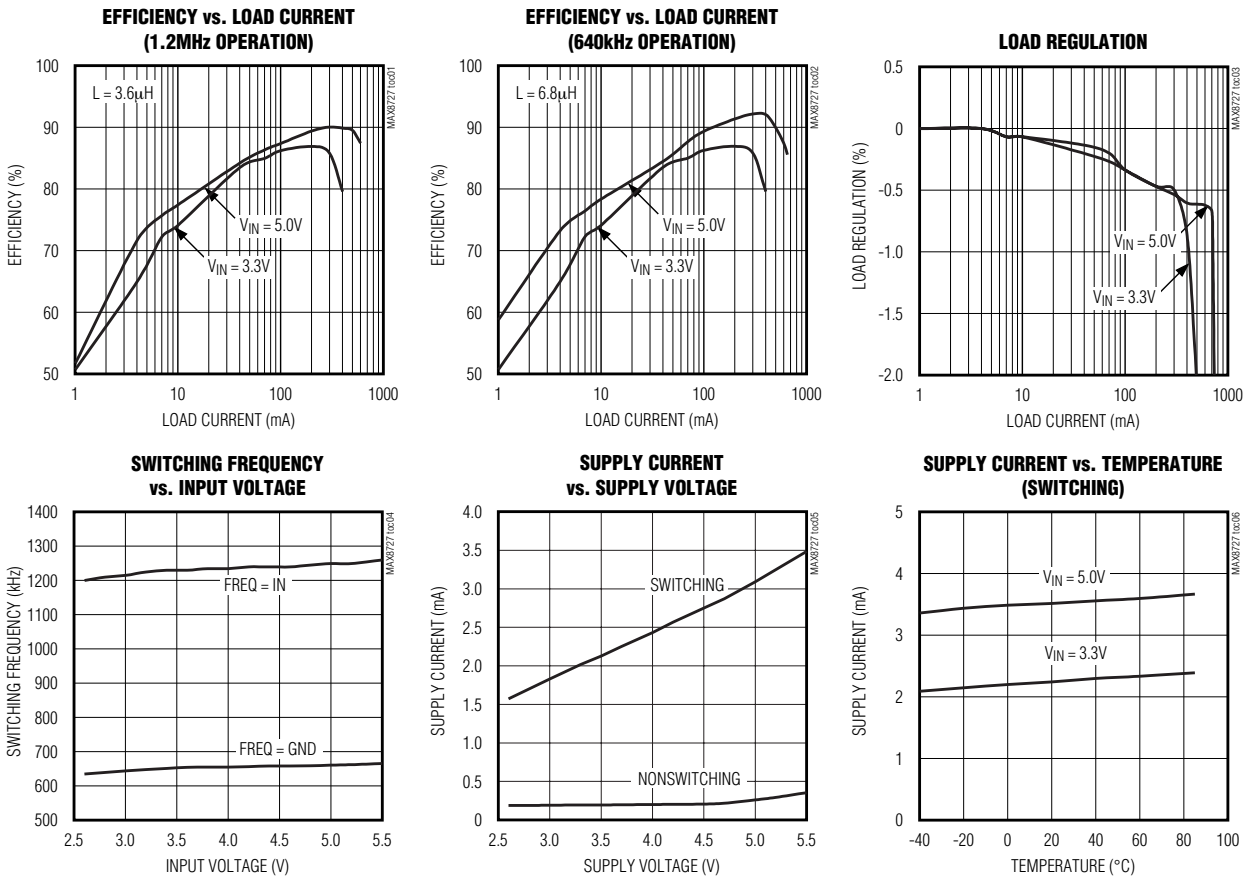 EFFICIENCY vs. LOAD CURRENT
(1.2MHz OPERATION)
100
90
80
70
60
50
EFFICIENCY (%)
L = 3.6µH
VIN = 5.0V
VIN = 3.3V
1
10
100
1000
LOAD CURRENT (mA)
MAX8727 toc01
EFFICIENCY vs. LOAD CURRENT
(640kHz OPERATION)
100
90
80
70
60
50
EFFICIENCY (%)
L = 6.8µH
VIN = 5.0V
VIN = 3.3V
1
10
100
1000
LOAD CURRENT (mA)
MAX8727 toc02
LOAD REGULATION
0.5
0
-0.5
-1.0
-1.5
-2.0
LOAD REGULATION (%)
VIN = 5.0V
VIN = 3.3V
1
10
100
1000
LOAD CURRENT (mA)
MAX8727 toc03
SWITCHING FREQUENCY
vs. INPUT VOLTAGE
1400
1300
1200
1100
1000
900
800
700
600
500
SWITCHING FREQUENCY (kHz)
FREQ = IN
FREQ = GND
2.5
3.0
3.5
4.0
4.5
5.0
5.5
INPUT VOLTAGE (V)
MAX8727 toc04
SUPPLY CURRENT
vs. SUPPLY VOLTAGE
4.0
3.5
3.0
2.5
2.0
1.5
1.0
0.5
0
SUPPLY CURRENT (mA)
SWITCHING
NONSWITCHING
2.5
3.0
3.5
4.0
4.5
5.0
5.5
SUPPLY VOLTAGE (V)
MAX8727 toc05
SUPPLY CURRENT vs. TEMPERATURE
(SWITCHING)
5
4
3
2
1
0
SUPPLY CURRENT (mA)
VIN = 5.0V
VIN = 3.3V
-40
-20
0
20
40
60
80
100
TEMPERATURE (°C)
MAX8727 toc06